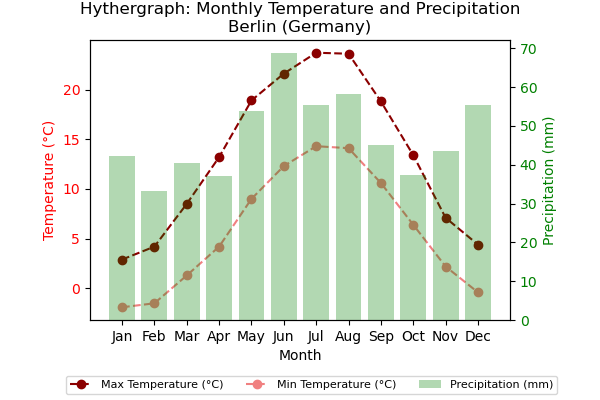 Hythergraph: Monthly Temperature and Precipitation
Berlin (Germany)
Temperature (°C)
20
15
10
5
0
70
60
50
40
30
20
10
0
Precipitation (mm)
Jan Feb Mar Apr May Jun Jul Aug Sep Oct Nov Dec
Month
Max Temperature (°C) Min Temperature (°C) Precipitation (mm)